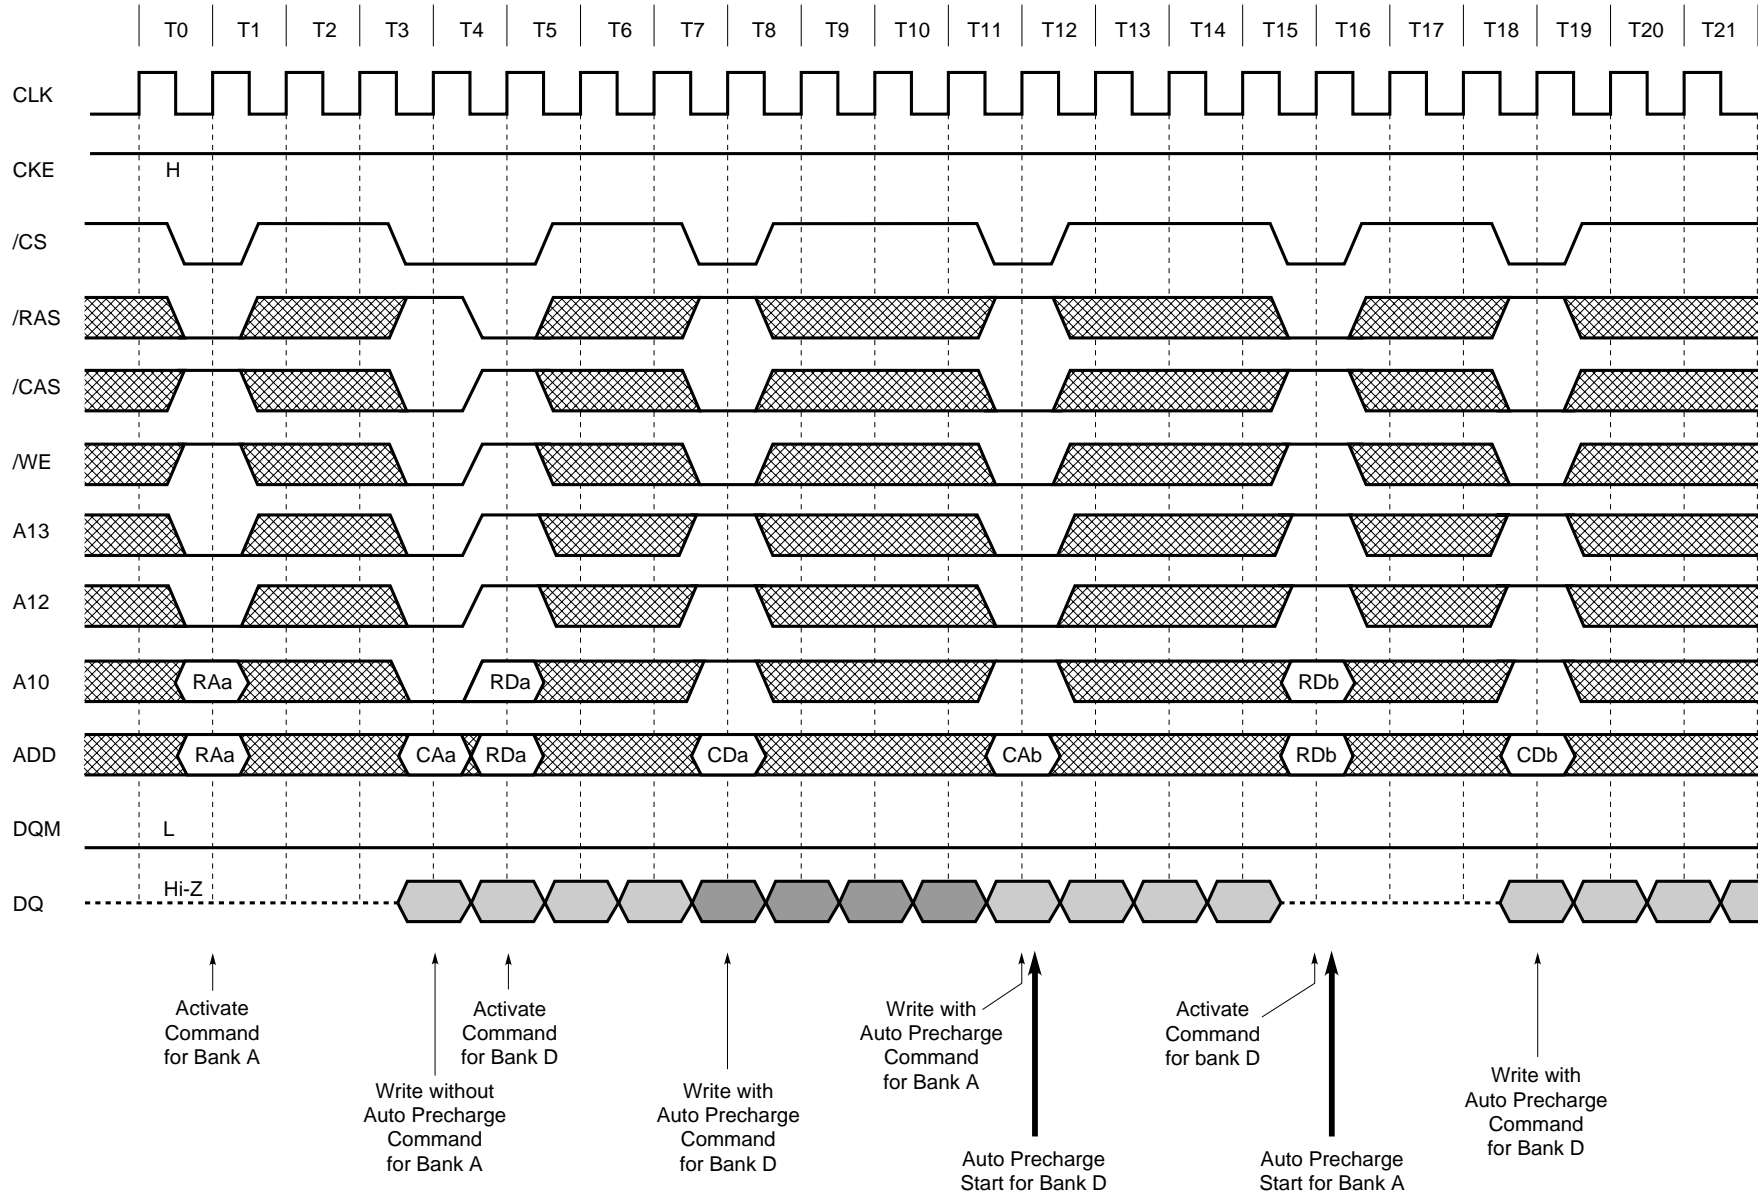 T0 T1 T2 T3 T4 T5 T6 T7 T8 T9 T10 T11 T12 T13 T14 T15 T16 T17 T18 T19 T20 T21
CLK
CKE H
/CS
/RAS
/CAS
/WE
A13
A12
A10 RAa RDa RDb
ADD RAa CAa RDa CDa CAb RDb CDb
DQM L
DQ Hi-Z
Activate
Command
for Bank A
Write without
Auto Precharge
Command
for Bank A
Activate
Command
for Bank D
Write with
Auto Precharge
Command
for Bank D
Write with
Auto Precharge
Command
for Bank A
Auto Precharge
Start for Bank D
Activate
Command
for bank D
Auto Precharge
Start for Bank A
Write with
Auto Precharge
Command
for Bank D